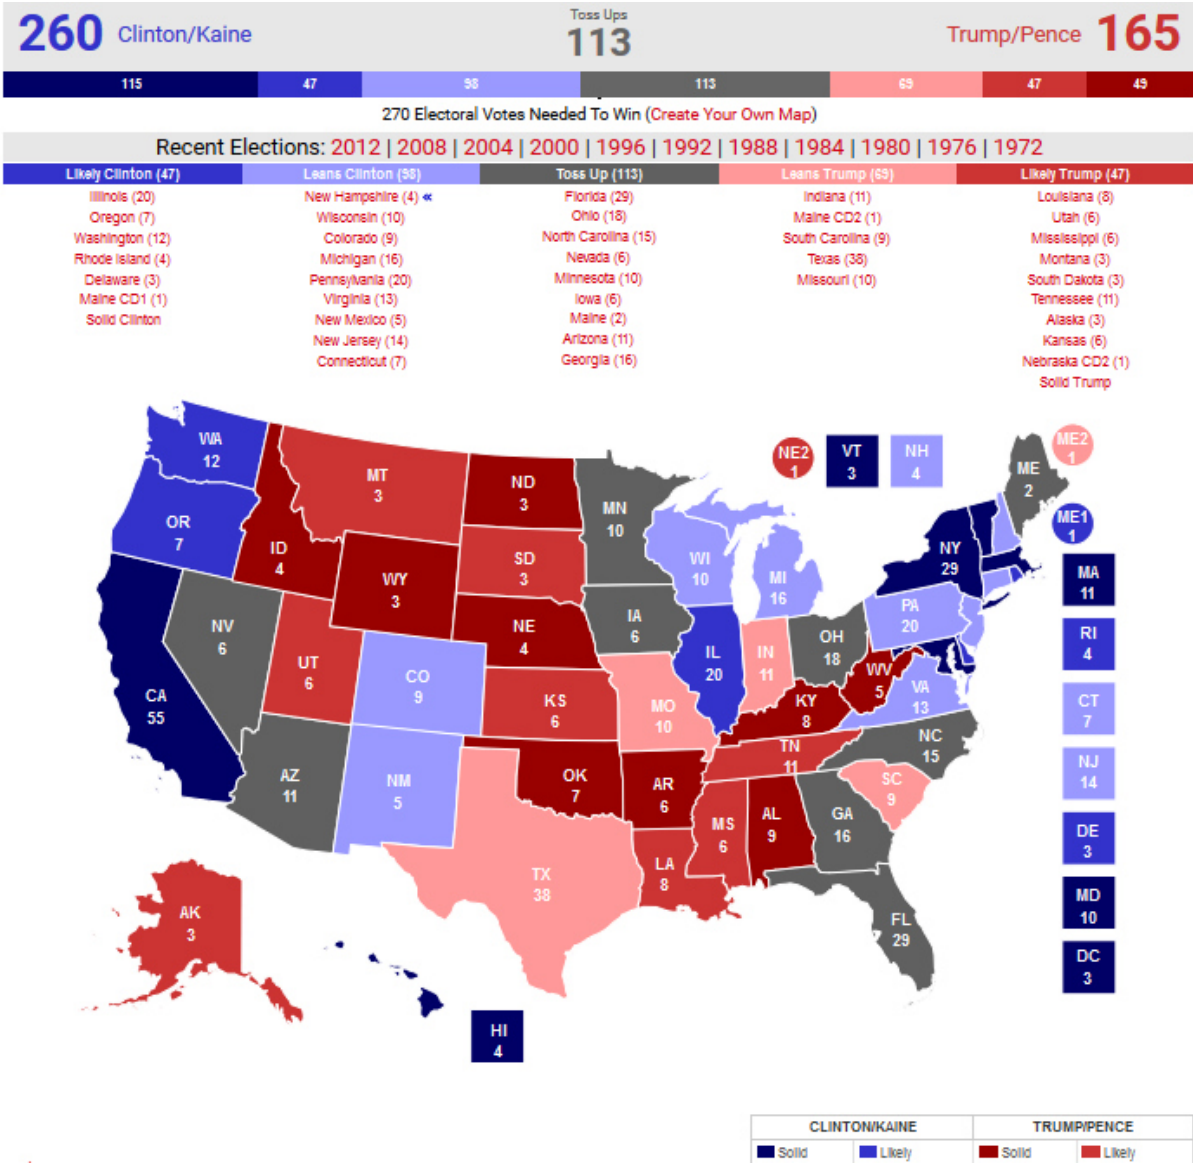 260 Clinton/Kaine
Toss Ups
113
Trump/Pence 165
115 47 98 113 69 47 49
270 Electoral Votes Needed To Win (Create Your Own Map)
Recent Elections: 2012 | 2008 | 2004 | 2000 | 1996 | 1992 | 1988 | 1984 | 1980 | 1976 | 1972
Likely Clinton (47)
Illinois (20)
Oregon (7)
Washington (12)
Rhode Island (4)
Delaware (3)
Maine CD1 (1)
Solid Clinton
Leans Clinton (98)
New Hampshire (4) «
Wisconsin (10)
Colorado (9)
Michigan (16)
Pennsylvania (20)
Virginia (13)
New Mexico (5)
New Jersey (14)
Connecticut (7)
Toss Up (113)
Florida (29)
Ohio (18)
North Carolina (15)
Nevada (6)
Minnesota (10)
Iowa (6)
Maine (2)
Arizona (11)
Georgia (16)
Leans Trump (69)
Indiana (11)
Maine CD2 (1)
South Carolina (9)
Texas (38)
Missouri (10)
Likely Trump (47)
Louisiana (8)
Utah (6)
Mississippi (6)
Montana (3)
South Dakota (3)
Tennessee (11)
Alaska (3)
Kansas (6)
Nebraska CD2 (1)
Solid Trump
WA
12
OR
7
CA
55
NV
6
ID
4
MT
3
WY
3
UT
6
AZ
11
CO
9
NM
5
ND
3
SD
3
NE
4
KS
6
OK
7
TX
38
MN
10
IA
6
MO
10
AR
6
LA
8
WI
10
IL
20
MI
16
IN
11
OH
18
KY
8
TN
11
MS
6
AL
9
GA
16
FL
29
SC
9
NC
15
VA
13
WV
5
PA
20
NY
29
ME
2
NE2
1
VT
3
NH
4
ME2
1
ME1
1
MA
11
RI
4
CT
7
NJ
14
DE
3
MD
10
DC
3
AK
3
HI
4
CLINTON/KAINE
TRUMP/PENCE
Solid
Likely
Solid
Likely